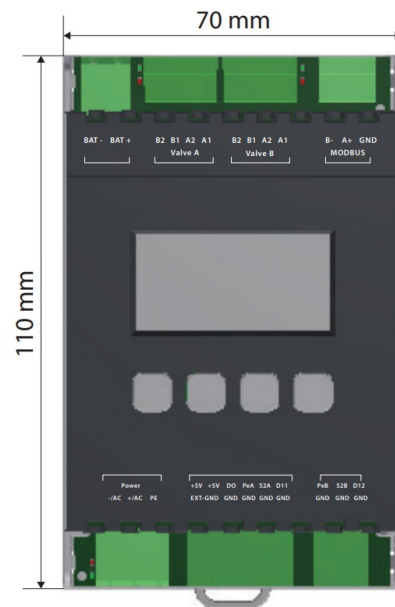 70 mm
110 mm
BAT - BAT + B2 B1 A2 A1 B2 B1 A2 A1 B- A+ GND
Valve A Valve B MODBUS
Power +5V +5V DO PeA S2A D11 PeB S2B D12
-/AC +/AC PE EXT-GND GND GND GND GND GND GND GND